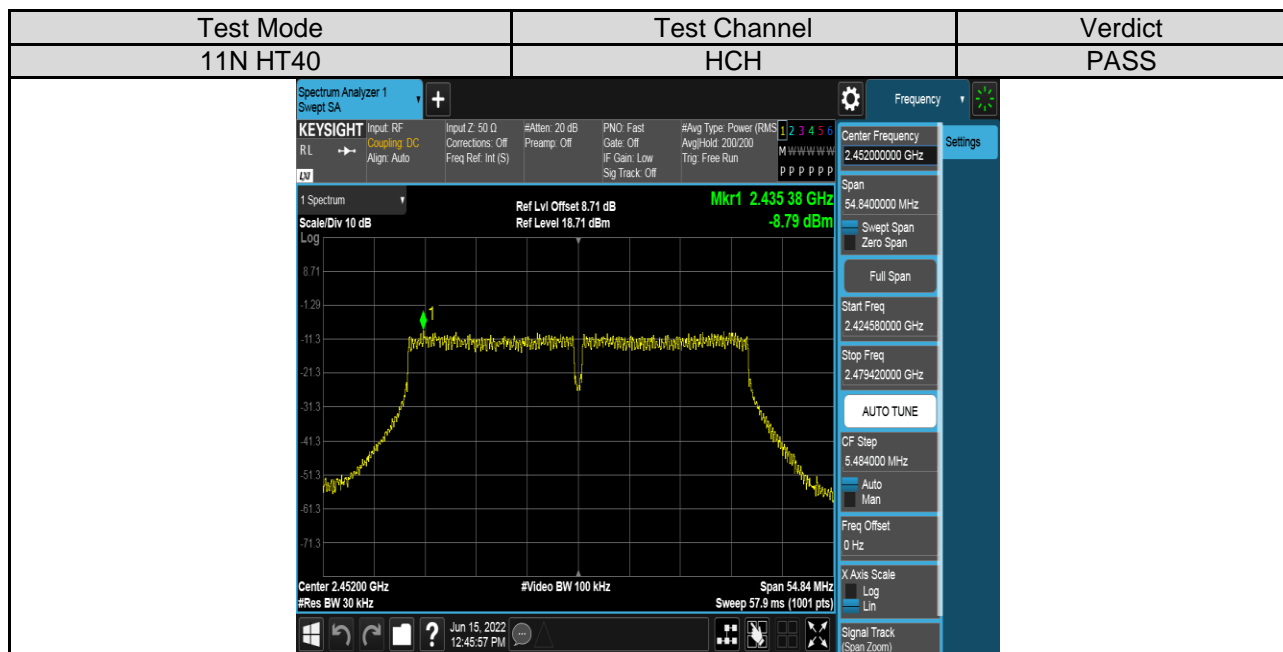 Test Mode Test Channel Verdict
11N HT40 HCH PASS
Spectrum Analyzer 1
Swept SA
+
Frequency
KEYSIGHT
RL
LXI
Input: RF
Coupling: DC
Align: Auto
Input Z: 50 Ω
Corrections: Off
Freq Ref: Int (S)
#Atten: 20 dB
Preamp: Off
PNO: Fast
Gate: Off
IF Gain: Low
Sig Track: Off
#Avg Type: Power (RMS
Avg|Hold: 200/200
Trig: Free Run
1 2 3 4 5 6
M W W W W W
P P P P P P
1 Spectrum
Scale/Div 10 dB
Log
Ref Lvl Offset 8.71 dB
Ref Level 18.71 dBm
Mkr1 2.435 38 GHz
-8.79 dBm
1
8.71
-1.29
-11.3
-21.3
-31.3
-41.3
-51.3
-61.3
-71.3
Center 2.45200 GHz
#Res BW 30 kHz
#Video BW 100 kHz
Span 54.84 MHz
Sweep 57.9 ms (1001 pts)
?
Jun 15, 2022
12:45:57 PM
Center Frequency
2.452000000 GHz
Settings
Span
54.8400000 MHz
Swept Span
Zero Span
Full Span
Start Freq
2.424580000 GHz
Stop Freq
2.479420000 GHz
AUTO TUNE
CF Step
5.484000 MHz
Auto
Man
Freq Offset
0 Hz
X Axis Scale
Log
Lin
Signal Track
(Span Zoom)